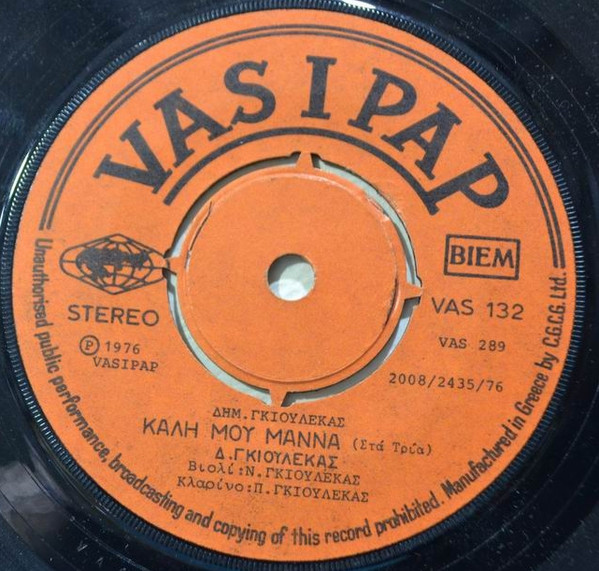 VASIPAP
BIEM
STEREO
VAS 132
Ⓟ 1976
VASIPAP
VAS 289
2008/2435/76
ΔΗΜ.ΓΚΙΟΥΛΕΚΑΣ
ΚΑΛΗ ΜΟΥ ΜΑΝΝΑ (Στά Τρία)
Δ.ΓΚΙΟΥΛΕΚΑΣ
Βιολί:Ν.ΓΚΙΟΥΛΕΚΑΣ
Κλαρίνο:Π.ΓΚΙΟΥΛΕΚΑΣ
Unauthorised public performance, broadcasting and copying of this record prohibited. Manufactured in Greece by C.G.C.G. Ltd.